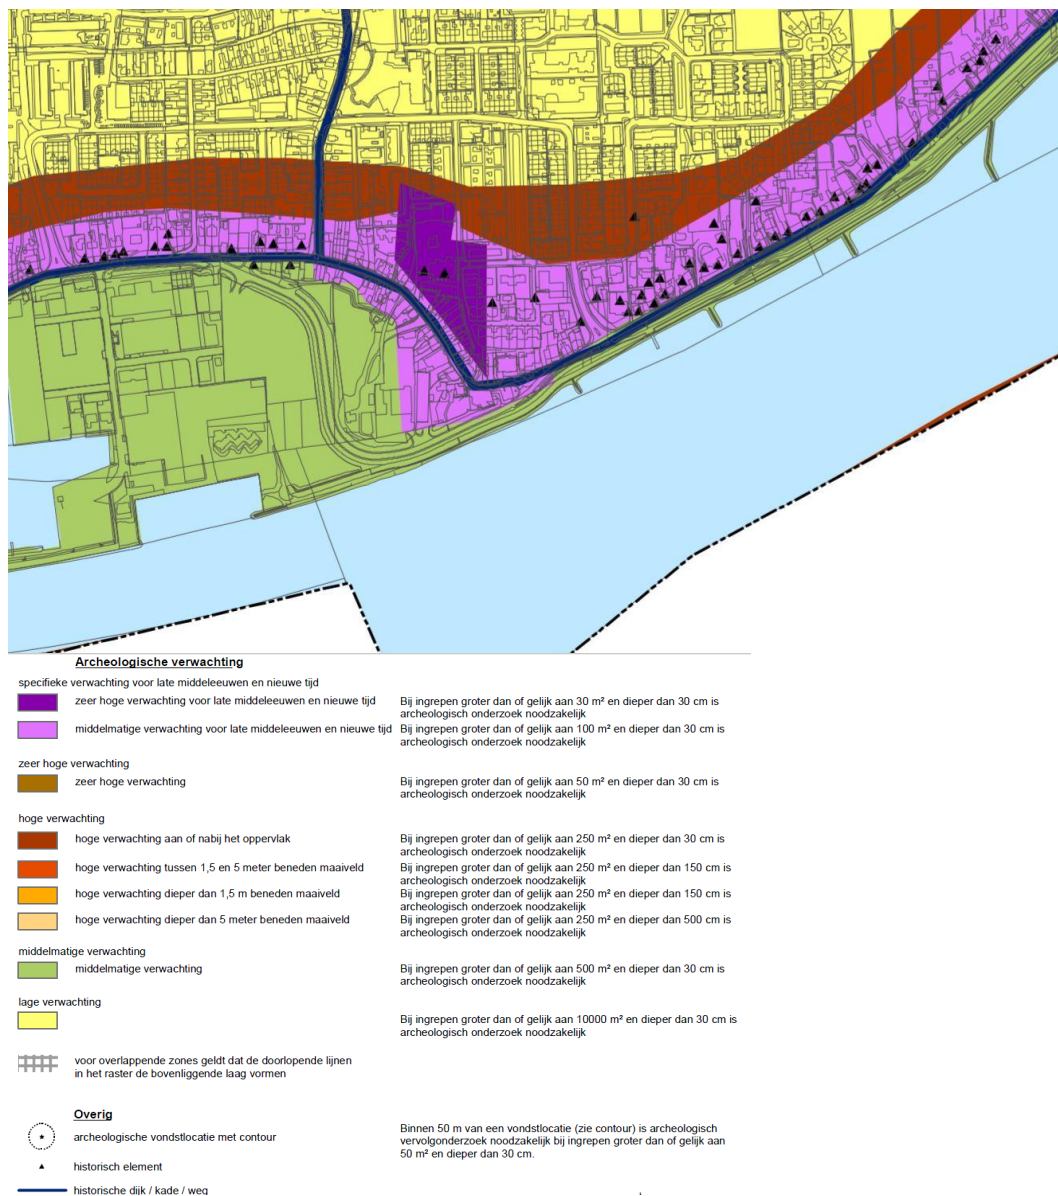 Archeologische verwachting
specifieke verwachting voor late middeleeuwen en nieuwe tijd
zeer hoge verwachting voor late middeleeuwen en nieuwe tijd
Bij ingrepen groter dan of gelijk aan 30 m² en dieper dan 30 cm is
archeologisch onderzoek noodzakelijk
middelmatige verwachting voor late middeleeuwen en nieuwe tijd
Bij ingrepen groter dan of gelijk aan 100 m² en dieper dan 30 cm is
archeologisch onderzoek noodzakelijk
zeer hoge verwachting
zeer hoge verwachting
Bij ingrepen groter dan of gelijk aan 50 m² en dieper dan 30 cm is
archeologisch onderzoek noodzakelijk
hoge verwachting
hoge verwachting aan of nabij het oppervlak
Bij ingrepen groter dan of gelijk aan 250 m² en dieper dan 30 cm is
archeologisch onderzoek noodzakelijk
hoge verwachting tussen 1,5 en 5 meter beneden maaiveld
Bij ingrepen groter dan of gelijk aan 250 m² en dieper dan 150 cm is
archeologisch onderzoek noodzakelijk
hoge verwachting dieper dan 1,5 m beneden maaiveld
Bij ingrepen groter dan of gelijk aan 250 m² en dieper dan 150 cm is
archeologisch onderzoek noodzakelijk
hoge verwachting dieper dan 5 meter beneden maaiveld
Bij ingrepen groter dan of gelijk aan 250 m² en dieper dan 500 cm is
archeologisch onderzoek noodzakelijk
middelmatige verwachting
middelmatige verwachting
Bij ingrepen groter dan of gelijk aan 500 m² en dieper dan 30 cm is
archeologisch onderzoek noodzakelijk
lage verwachting
Bij ingrepen groter dan of gelijk aan 10000 m² en dieper dan 30 cm is
archeologisch onderzoek noodzakelijk
voor overlappende zones geldt dat de doorlopende lijnen
in het raster de bovenliggende laag vormen
Overig
archeologische vondstlocatie met contour
Binnen 50 m van een vondstlocatie (zie contour) is archeologisch
vervolgonderzoek noodzakelijk bij ingrepen groter dan of gelijk aan
50 m² en dieper dan 30 cm.
historisch element
historische dijk / kade / weg